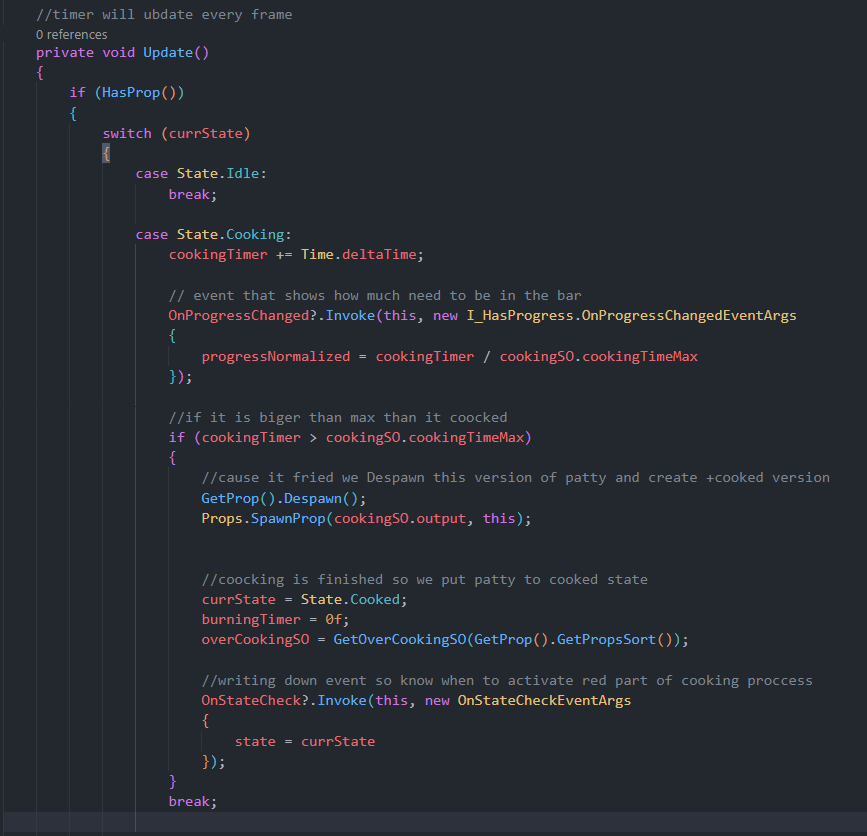 //timer will ubdate every frame
0 references
private void Update()
{
if (HasProp())
{
switch (currState)
{
case State.Idle:
break;
case State.Cooking:
cookingTimer += Time.deltaTime;
// event that shows how much need to be in the bar
OnProgressChanged?.Invoke(this, new I_HasProgress.OnProgressChangedEventArgs
{
progressNormalized = cookingTimer / cookingSO.cookingTimeMax
});
//if it is biger than max than it coocked
if (cookingTimer > cookingSO.cookingTimeMax)
{
//cause it fried we Despawn this version of patty and create +cooked version
GetProp().Despawn();
Props.SpawnProp(cookingSO.output, this);
//coocking is finished so we put patty to cooked state
currState = State.Cooked;
burningTimer = 0f;
overCookingSO = GetOverCookingSO(GetProp().GetPropsSort());
//writing down event so know when to activate red part of cooking proccess
OnStateCheck?.Invoke(this, new OnStateCheckEventArgs
{
state = currState
});
}
break;